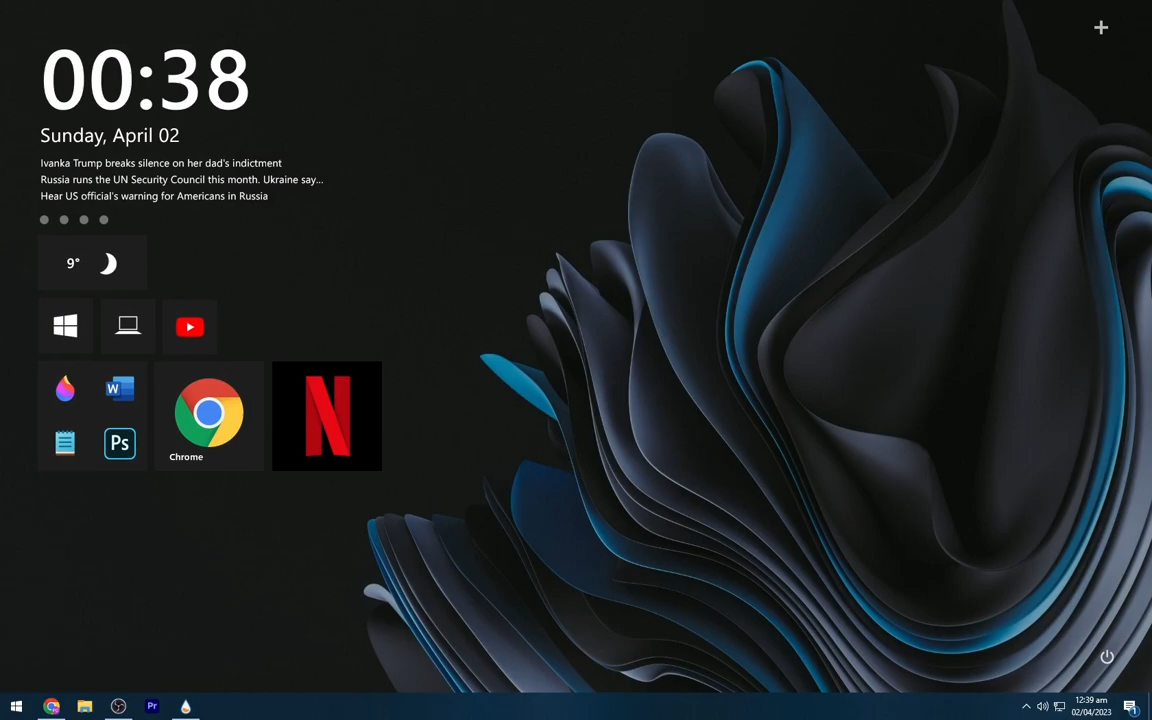 00:38
Sunday, April 02
Ivanka Trump breaks silence on her dad's indictment
Russia runs the UN Security Council this month. Ukraine say...
Hear US official's warning for Americans in Russia
9°
W
Ps
Chrome
N
Pr
12:39 am
02/04/2023
1